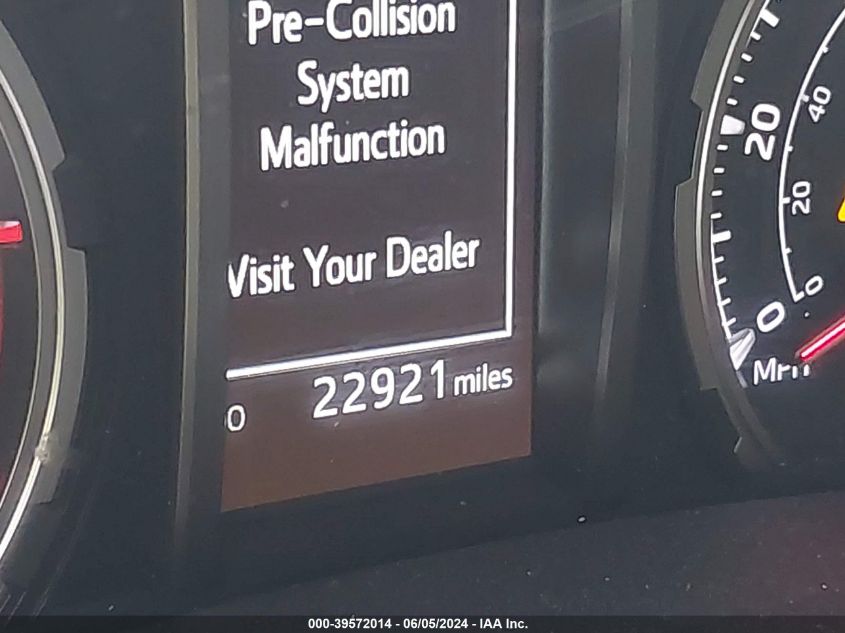 Pre-Collision
System
Malfunction
Visit Your Dealer
22921 miles
0
20
0
40
20
0
000-39572014 - 06/05/2024 - IAA Inc.